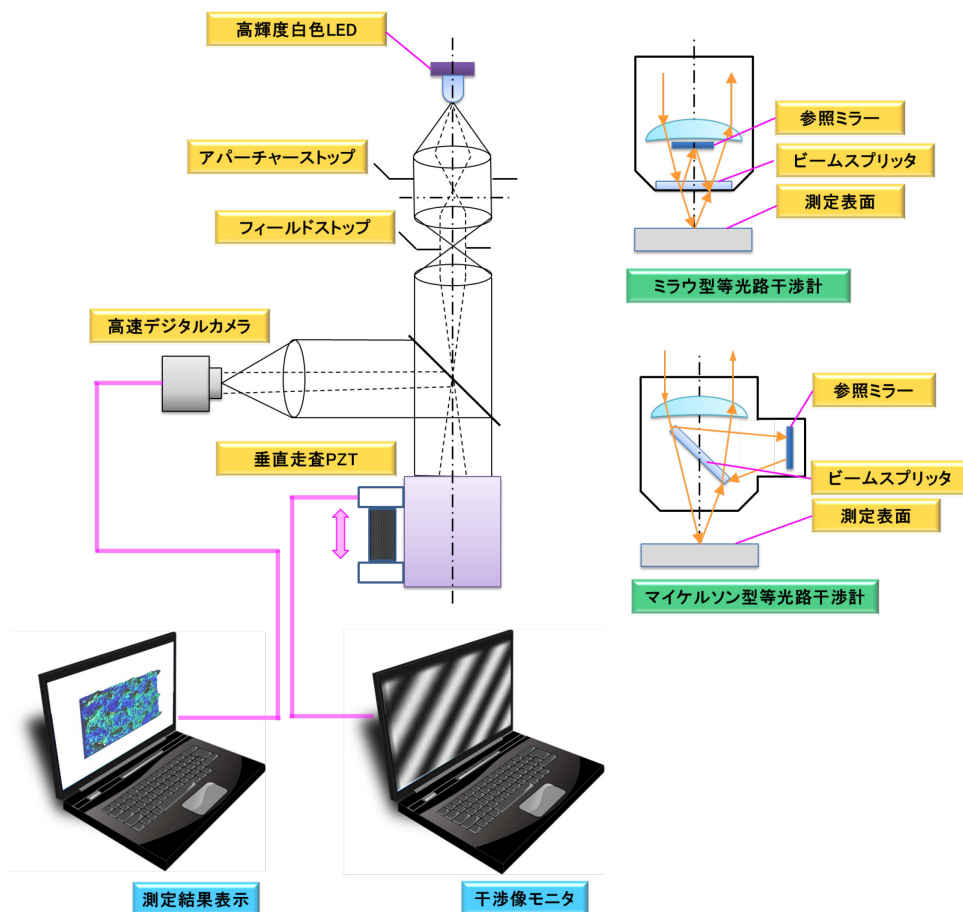 高輝度白色LED
アパーチャーストップ
フィールドストップ
高速デジタルカメラ
垂直走査PZT
測定結果表示
干渉像モニタ
参照ミラー
ビームスプリッタ
測定表面
ミラウ型等光路干渉計
参照ミラー
ビームスプリッタ
測定表面
マイケルソン型等光路干渉計